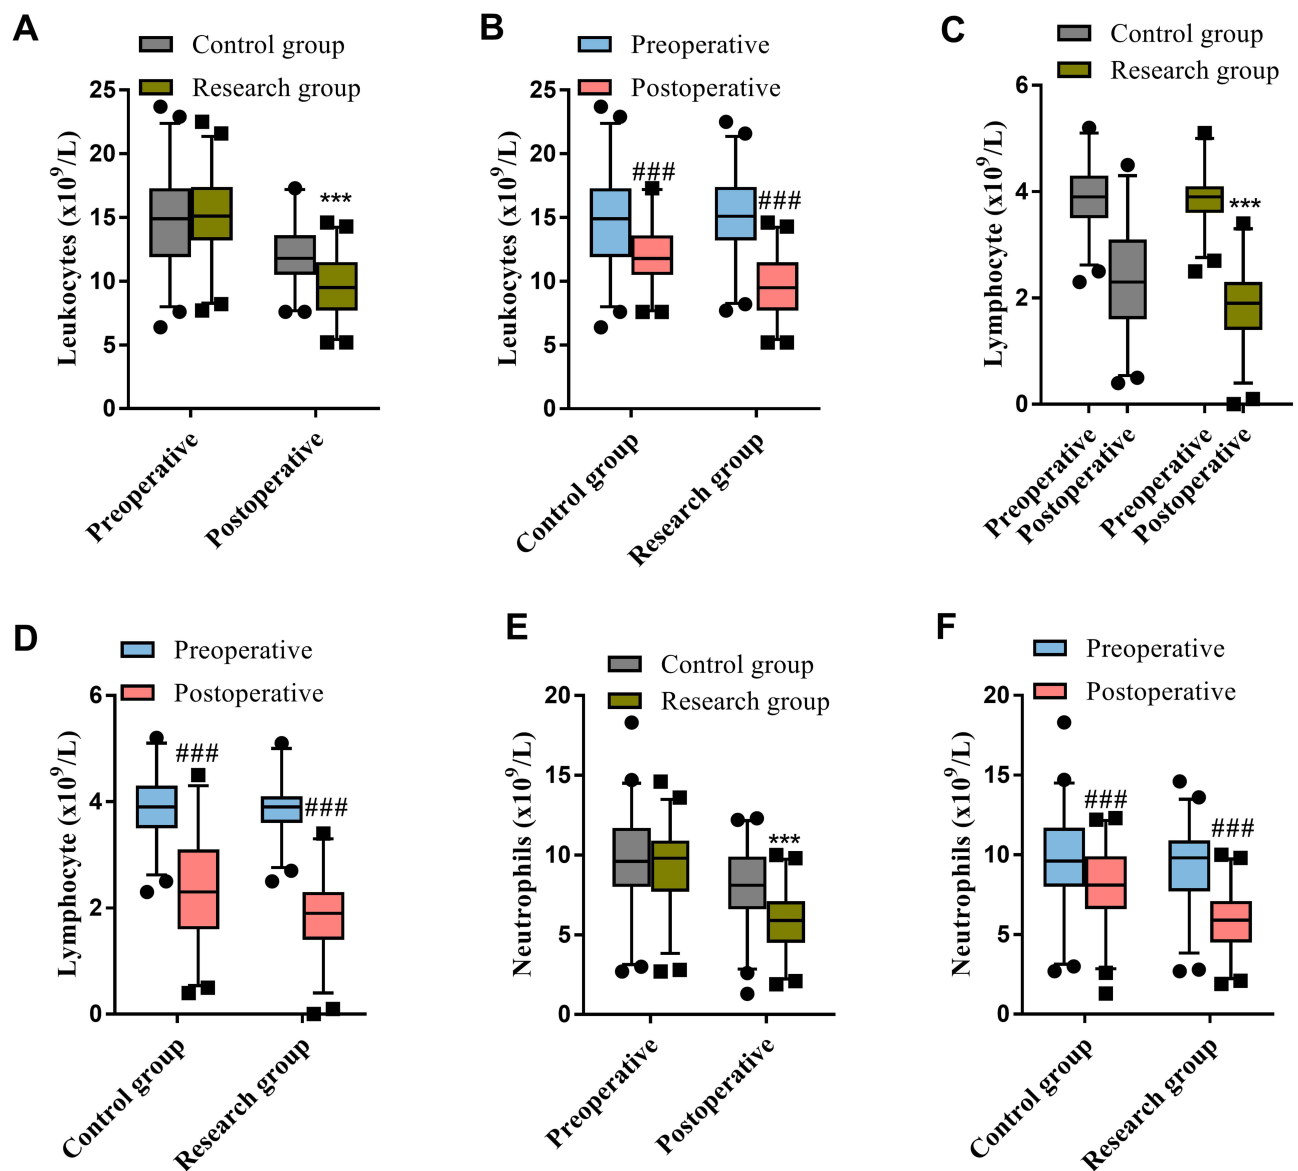 A
Control group
Research group
Leukocytes (x10⁹/L)
25
20
15
10
5
0
***
Preoperative
Postoperative
B
Preoperative
Postoperative
Leukocytes (x10⁹/L)
25
20
15
10
5
0
###
###
Control group
Research group
C
Control group
Research group
Lymphocyte (x10⁹/L)
6
4
2
0
***
Preoperative
Postoperative
Preoperative
Postoperative
D
Preoperative
Postoperative
Lymphocyte (x10⁹/L)
6
4
2
0
###
###
Control group
Research group
E
Control group
Research group
Neutrophils (x10⁹/L)
20
15
10
5
0
***
Preoperative
Postoperative
F
Preoperative
Postoperative
Neutrophils (x10⁹/L)
20
15
10
5
0
###
###
Control group
Research group